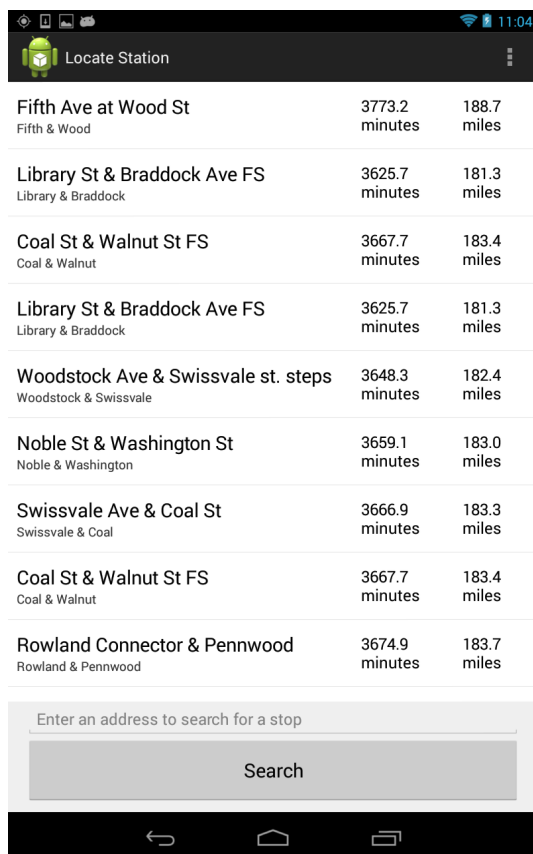 11:04
Locate Station
Fifth Ave at Wood St
Fifth & Wood
3773.2 minutes
188.7 miles
Library St & Braddock Ave FS
Library & Braddock
3625.7 minutes
181.3 miles
Coal St & Walnut St FS
Coal & Walnut
3667.7 minutes
183.4 miles
Library St & Braddock Ave FS
Library & Braddock
3625.7 minutes
181.3 miles
Woodstock Ave & Swissvale st. steps
Woodstock & Swissvale
3648.3 minutes
182.4 miles
Noble St & Washington St
Noble & Washington
3659.1 minutes
183.0 miles
Swissvale Ave & Coal St
Swissvale & Coal
3666.9 minutes
183.3 miles
Coal St & Walnut St FS
Coal & Walnut
3667.7 minutes
183.4 miles
Rowland Connector & Pennwood
Rowland & Pennwood
3674.9 minutes
183.7 miles
Enter an address to search for a stop
Search